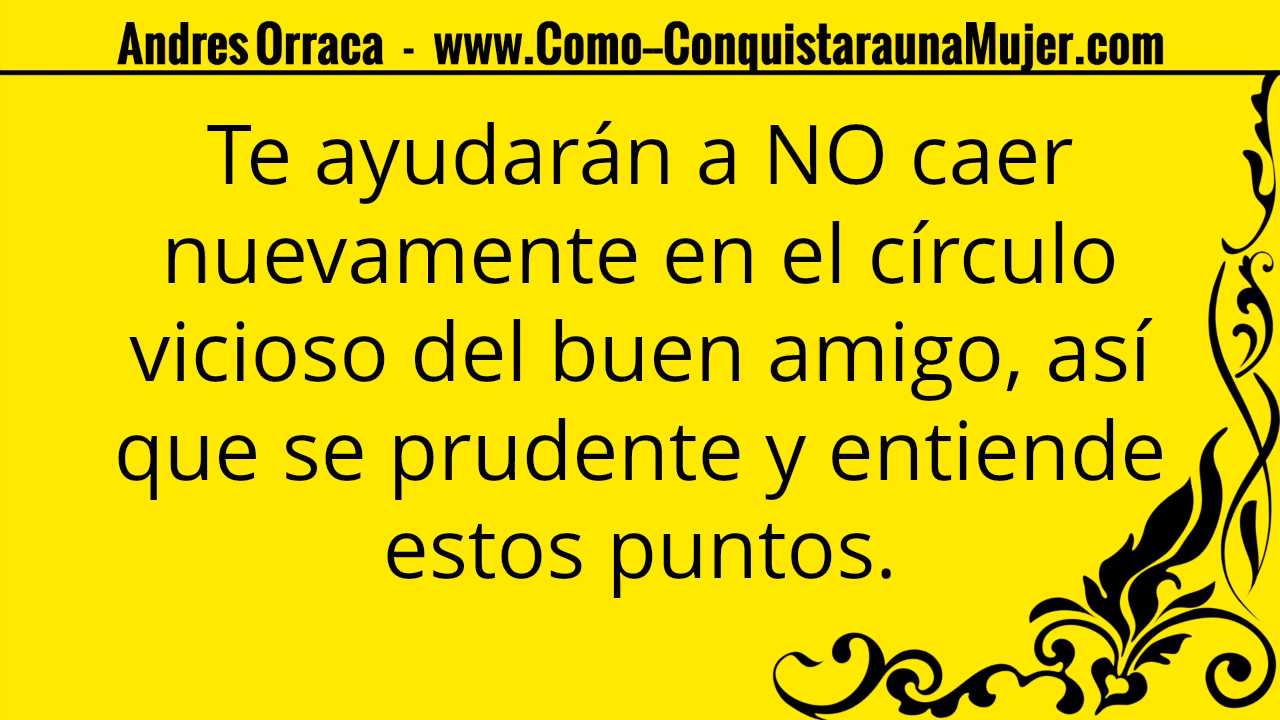 Andres Orraca - www.Como--ConquistaraunaMujer.com
Te ayudarán a NO caer
nuevamente en el círculo
vicioso del buen amigo, así
que se prudente y entiende
estos puntos.